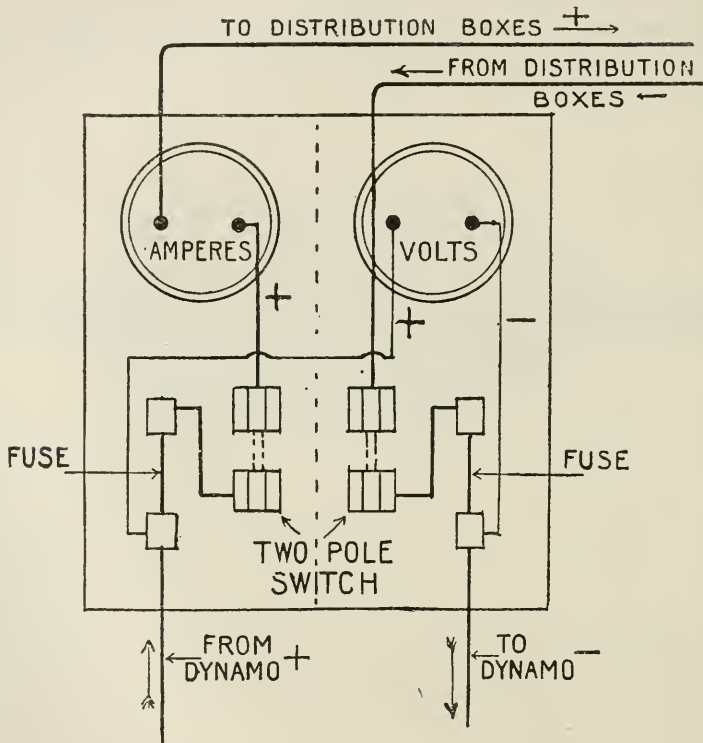 TO DISTRIBUTION BOXES +
FROM DISTRIBUTION
BOXES −
AMPERES
VOLTS
+
+
−
FUSE
FUSE
TWO POLE
SWITCH
FROM
DYNAMO +
TO
DYNAMO −